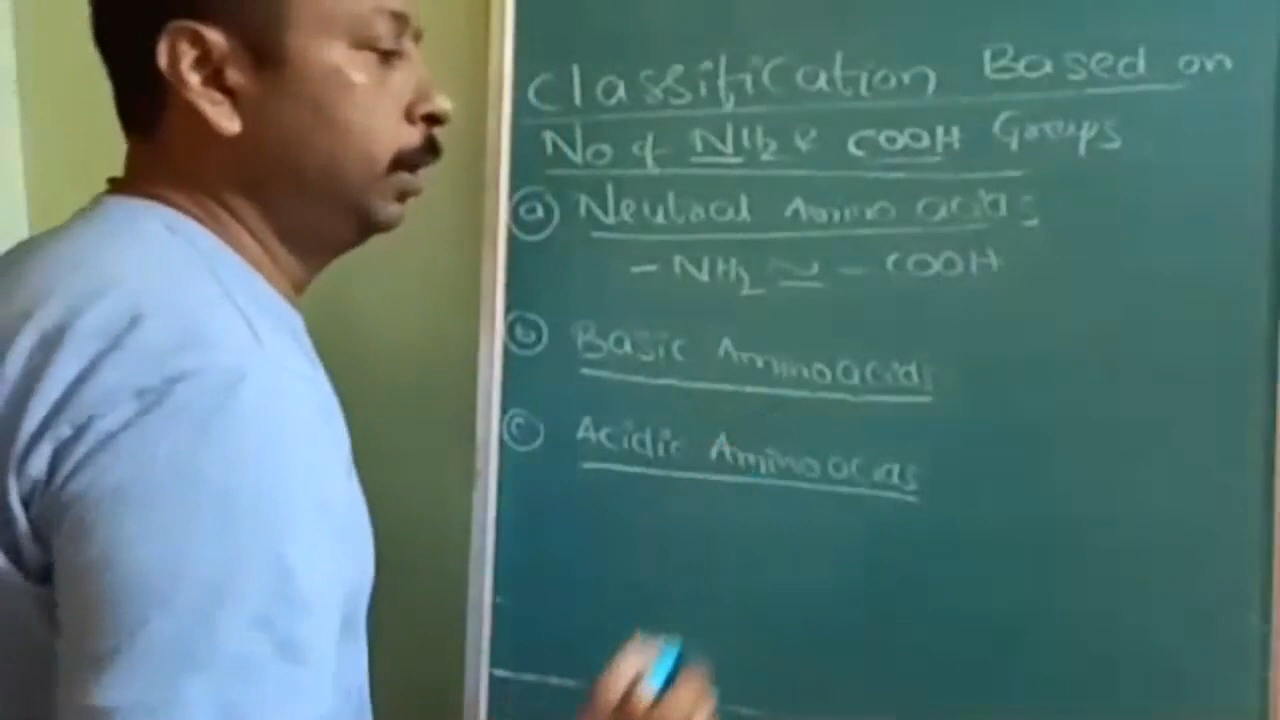 Classification Based on
No of NH2 & COOH Groups
(a) Neutral Amino acids
- NH2 ~ - COOH
(b) Basic Aminoacids
(c) Acidic Aminoacids